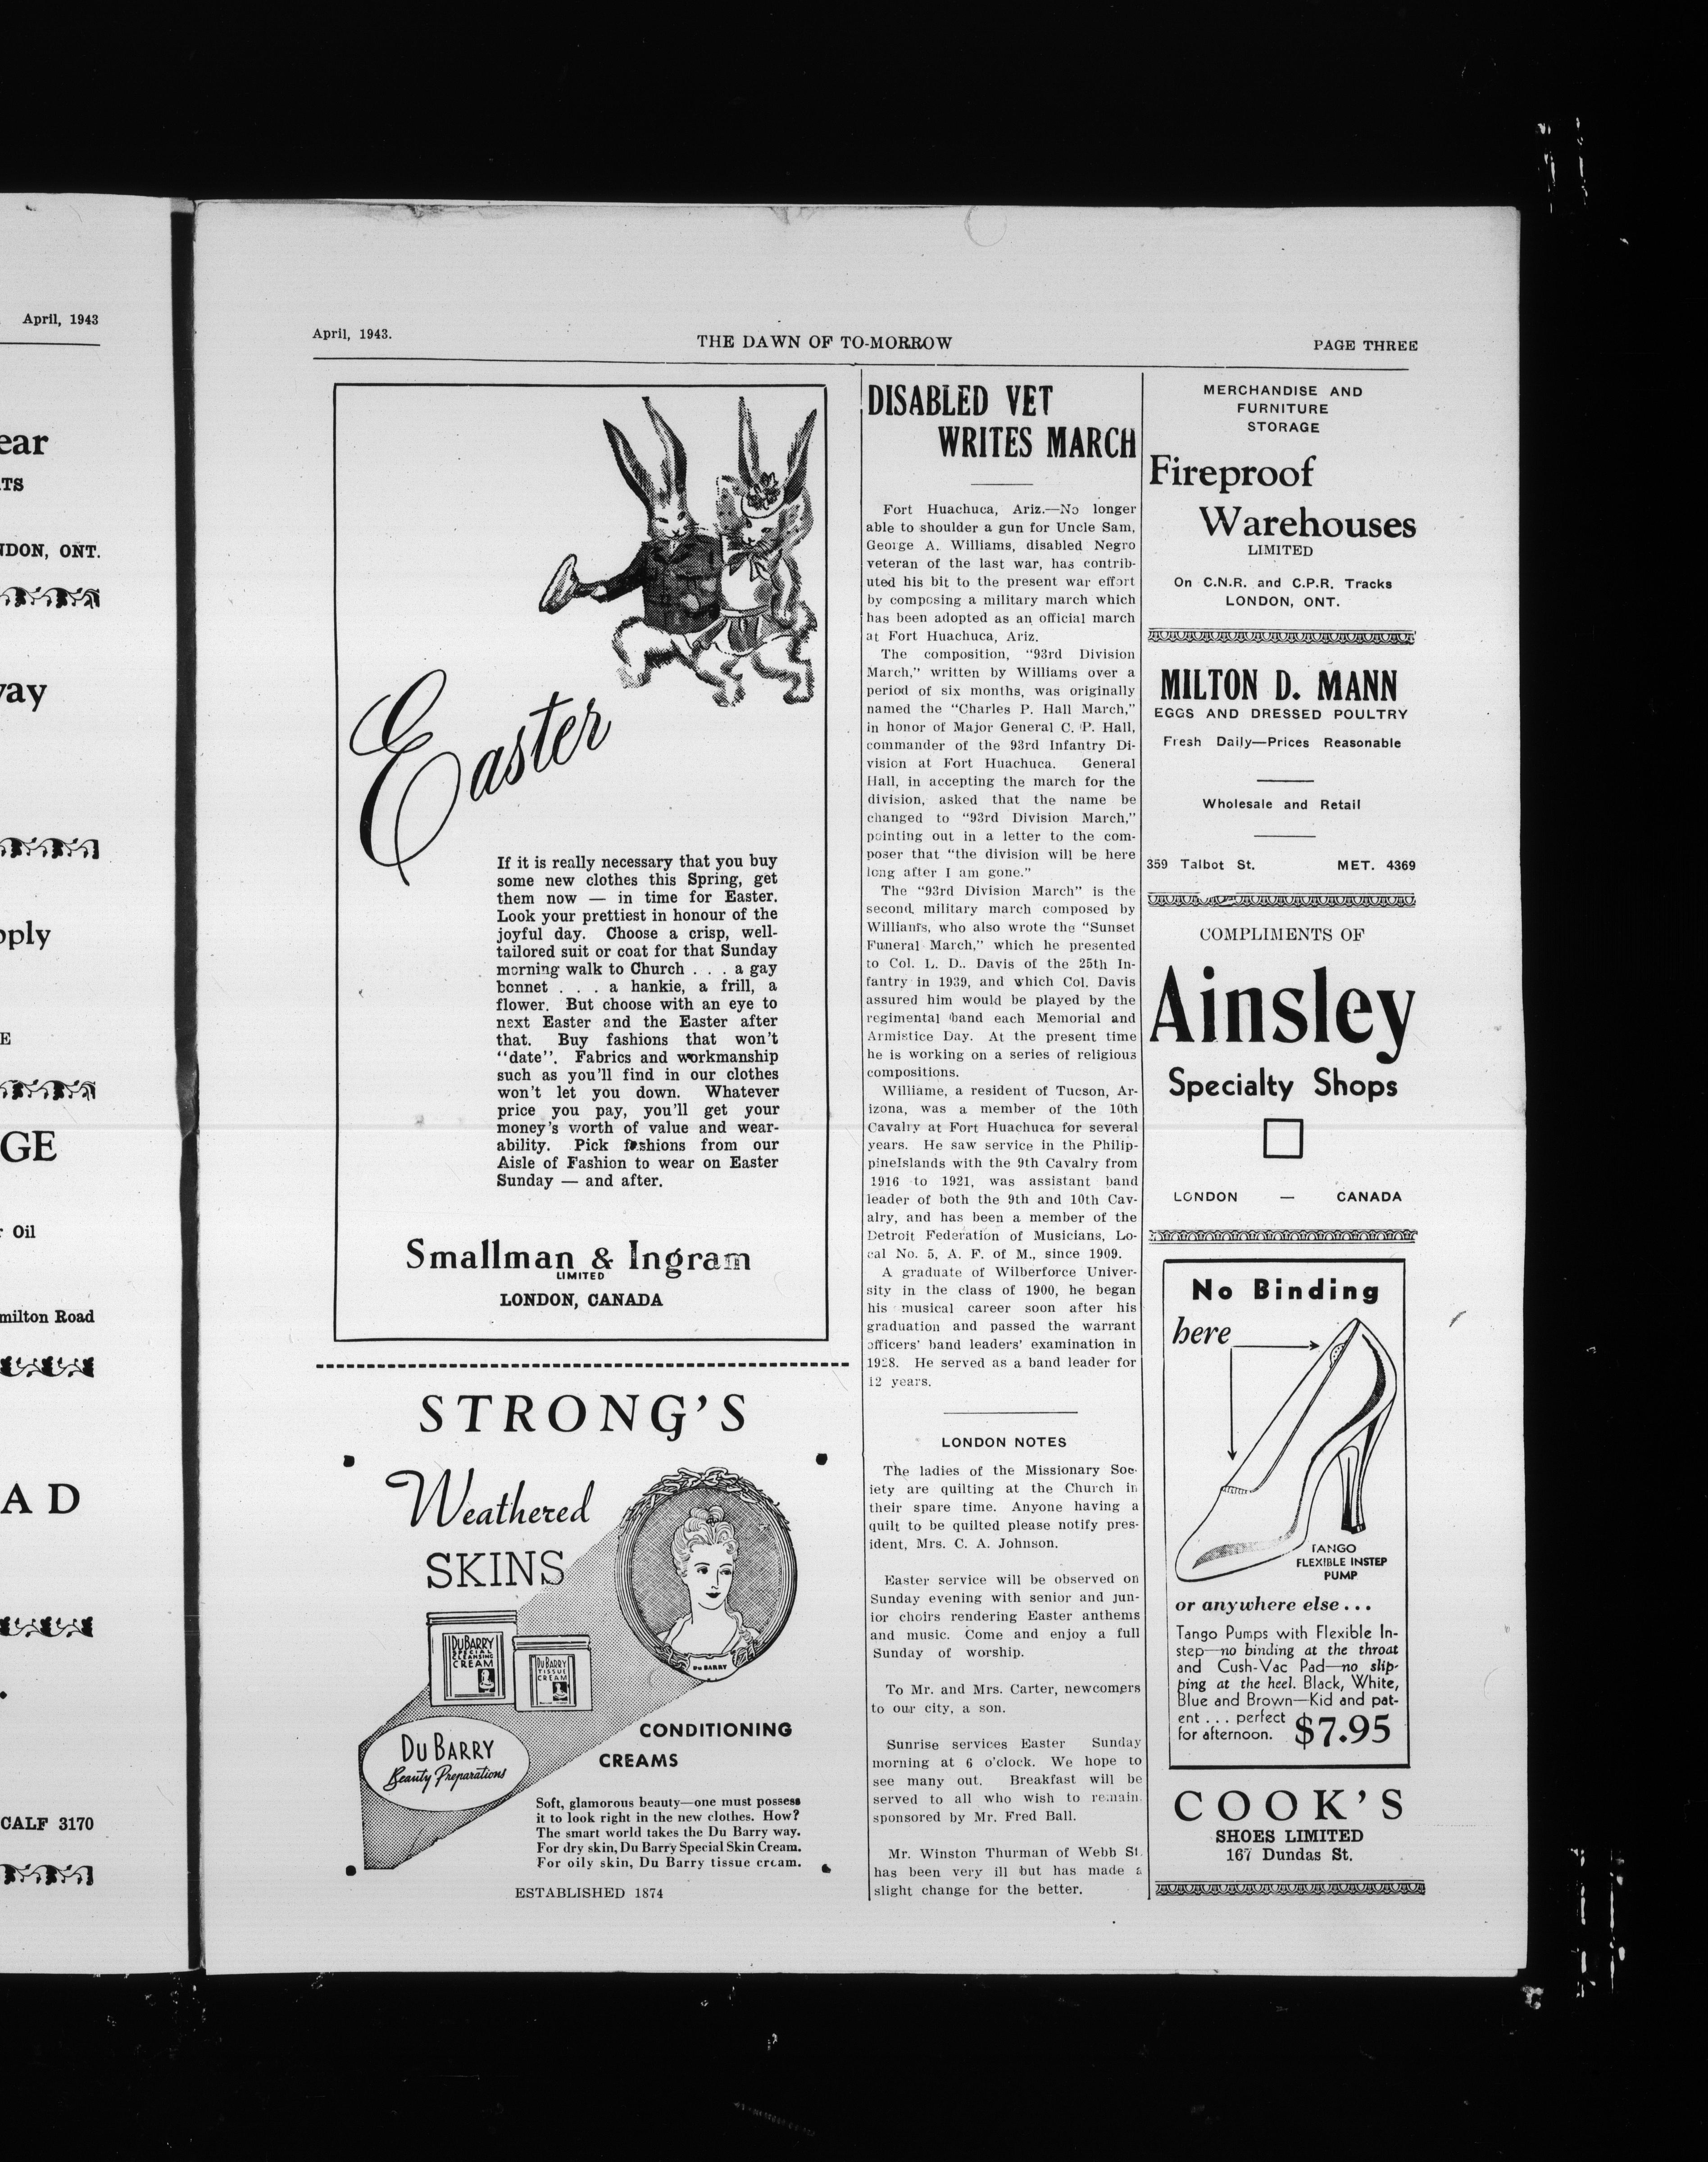 April, 1943
ear
TS
NDON, ONT.
way
pply
E
GE
r Oil
milton Road
AD
CALF 3170
April, 1943.
THE DAWN OF TO-MORROW
PAGE THREE
Easter
If it is really necessary that you buy
some new clothes this Spring, get
them now — in time for Easter.
Look your prettiest in honour of the
joyful day. Choose a crisp, well-
tailored suit or coat for that Sunday
morning walk to Church . . . a gay
bonnet . . . a hankie, a frill, a
flower. But choose with an eye to
next Easter and the Easter after
that. Buy fashions that won't
"date". Fabrics and workmanship
such as you'll find in our clothes
won't let you down. Whatever
price you pay, you'll get your
money's worth of value and wear-
ability. Pick fashions from our
Aisle of Fashion to wear on Easter
Sunday — and after.
Smallman & Ingram
LIMITED
LONDON, CANADA
STRONG'S
Weathered
SKINS
DU BARRY
SPECIAL
CLEANSING
CREAM
DU BARRY
TISSUE
CREAM
DU BARRY
DU BARRY
Beauty Preparations
CONDITIONING
CREAMS
Soft, glamorous beauty—one must possess
it to look right in the new clothes. How?
The smart world takes the Du Barry way.
For dry skin, Du Barry Special Skin Cream.
For oily skin, Du Barry tissue cream.
ESTABLISHED 1874
DISABLED VET
WRITES MARCH
Fort Huachuca, Ariz.—No longer
able to shoulder a gun for Uncle Sam,
George A. Williams, disabled Negro
veteran of the last war, has contrib-
uted his bit to the present war effort
by composing a military march which
has been adopted as an official march
at Fort Huachuca, Ariz.
The composition, "93rd Division
March," written by Williams over a
period of six months, was originally
named the "Charles P. Hall March,"
in honor of Major General C. P. Hall,
commander of the 93rd Infantry Di-
vision at Fort Huachuca. General
Hall, in accepting the march for the
division, asked that the name be
changed to "93rd Division March,"
pointing out in a letter to the com-
poser that "the division will be here
long after I am gone."
The "93rd Division March" is the
second military march composed by
Williams, who also wrote the "Sunset
Funeral March," which he presented
to Col. L. D.. Davis of the 25th In-
fantry in 1939, and which Col. Davis
assured him would be played by the
regimental band each Memorial and
Armistice Day. At the present time
he is working on a series of religious
compositions.
Williame, a resident of Tucson, Ar-
izona, was a member of the 10th
Cavalry at Fort Huachuca for several
years. He saw service in the Philip-
pineIslands with the 9th Cavalry from
1916 to 1921, was assistant band
leader of both the 9th and 10th Cav-
alry, and has been a member of the
Detroit Federation of Musicians, Lo-
cal No. 5, A. F. of M., since 1909.
A graduate of Wilberforce Univer-
sity in the class of 1900, he began
his musical career soon after his
graduation and passed the warrant
officers' band leaders' examination in
1928. He served as a band leader for
12 years.
LONDON NOTES
The ladies of the Missionary Soc-
iety are quilting at the Church in
their spare time. Anyone having a
quilt to be quilted please notify pres-
ident, Mrs. C. A. Johnson.
Easter service will be observed on
Sunday evening with senior and jun-
ior choirs rendering Easter anthems
and music. Come and enjoy a full
Sunday of worship.
To Mr. and Mrs. Carter, newcomers
to our city, a son.
Sunrise services Easter Sunday
morning at 6 o'clock. We hope to
see many out. Breakfast will be
served to all who wish to remain
sponsored by Mr. Fred Ball.
Mr. Winston Thurman of Webb St.
has been very ill but has made a
slight change for the better.
MERCHANDISE AND
FURNITURE
STORAGE
Fireproof
Warehouses
LIMITED
On C.N.R. and C.P.R. Tracks
LONDON, ONT.
MILTON D. MANN
EGGS AND DRESSED POULTRY
Fresh Daily—Prices Reasonable
Wholesale and Retail
359 Talbot St. MET. 4369
COMPLIMENTS OF
Ainsley
Specialty Shops
LONDON — CANADA
No Binding
here
TANGO
FLEXIBLE INSTEP
PUMP
or anywhere else . . .
Tango Pumps with Flexible In-
step—no binding at the throat
and Cush-Vac Pad—no slip-
ping at the heel. Black, White,
Blue and Brown—Kid and pat-
ent . . . perfect
for afternoon. $7.95
COOK'S
SHOES LIMITED
167 Dundas St.